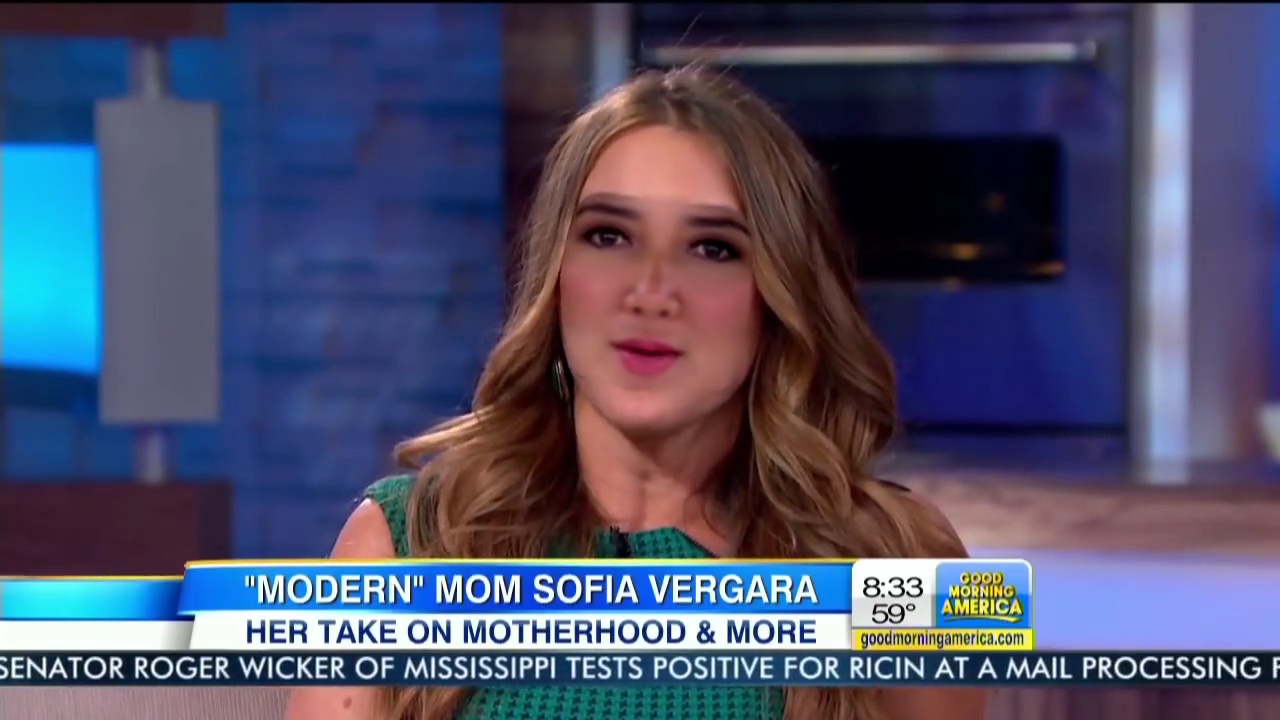 "MODERN" MOM SOFIA VERGARA
HER TAKE ON MOTHERHOOD & MORE
8:33
59°
GOOD
MORNING
AMERICA
goodmorningamerica.com
SENATOR ROGER WICKER OF MISSISSIPPI TESTS POSITIVE FOR RICIN AT A MAIL PROCESSING